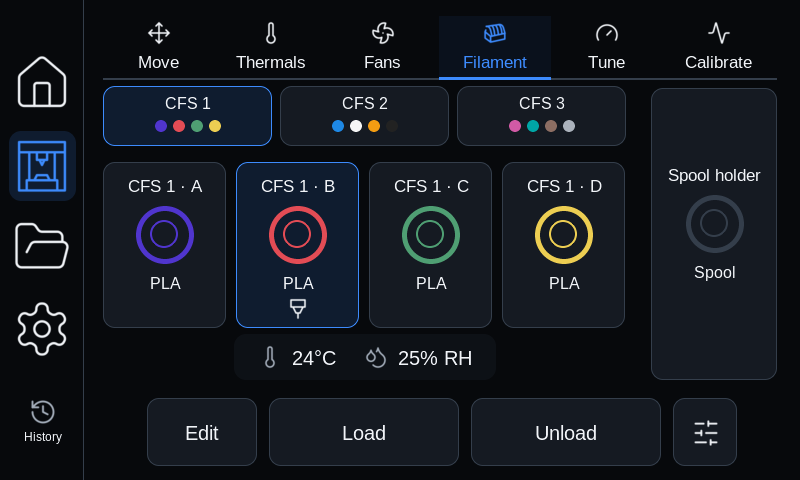 Move
Thermals
Fans
Filament
Tune
Calibrate
CFS 1
CFS 2
CFS 3
CFS 1 · A
CFS 1 · B
CFS 1 · C
CFS 1 · D
PLA
PLA
PLA
PLA
Spool holder
Spool
24°C
25% RH
History
Edit
Load
Unload